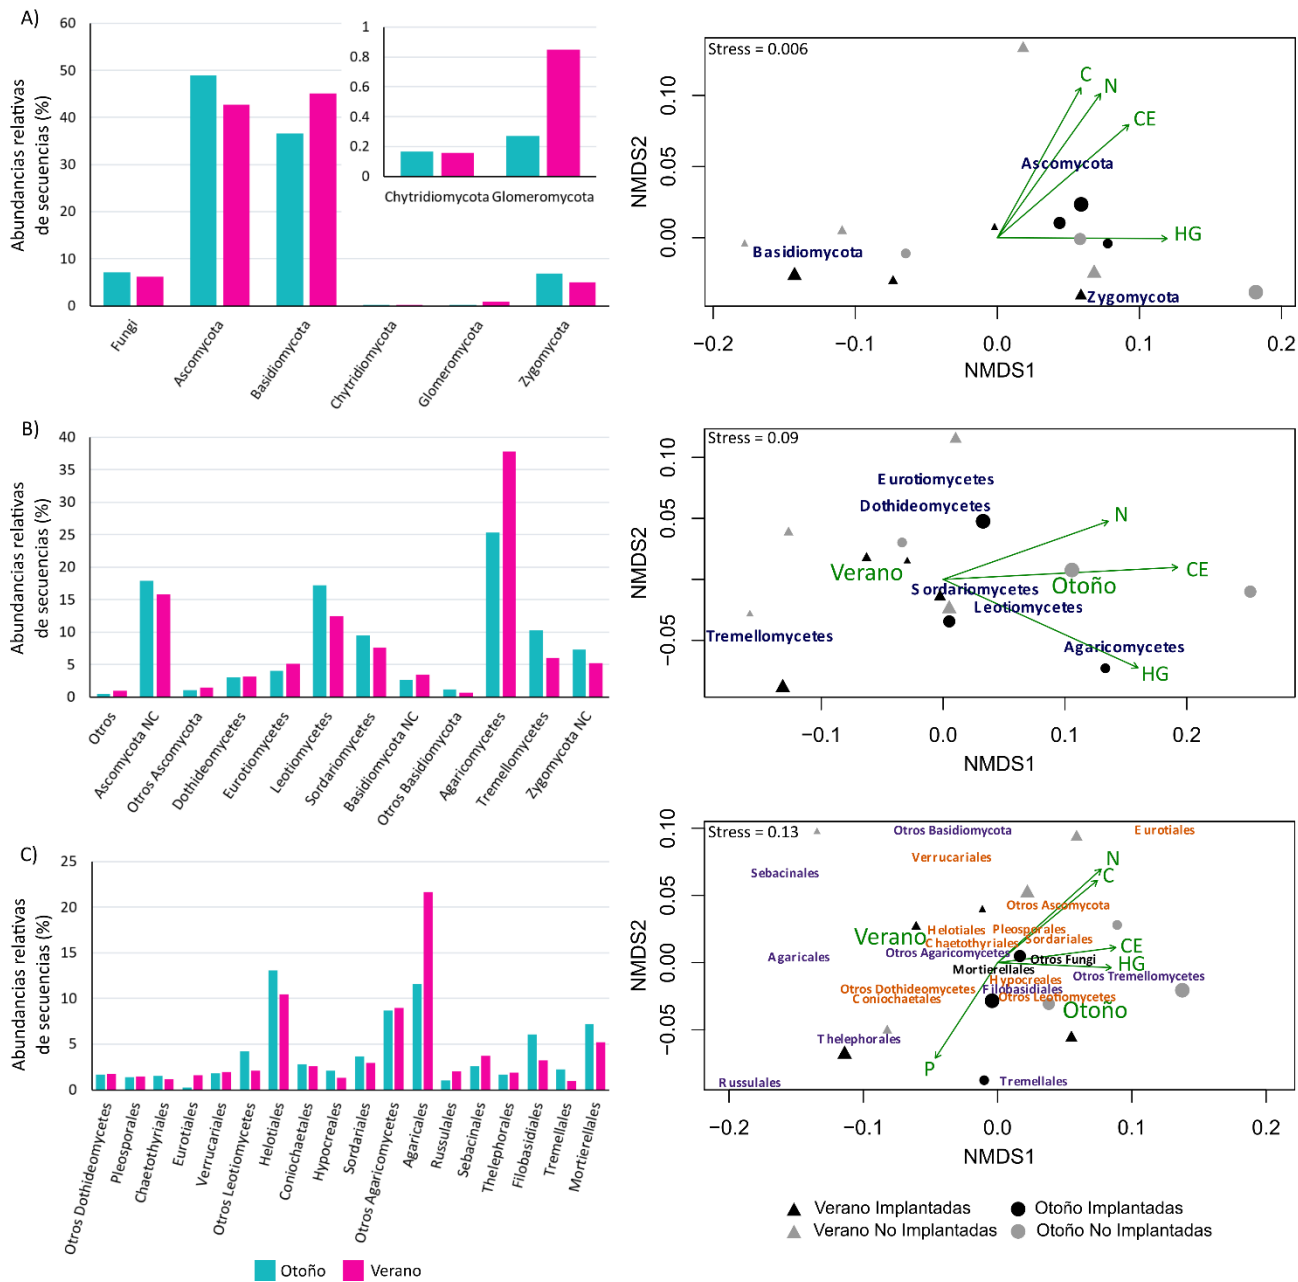 A)
Abundancias relativas
de secuencias (%)
60
50
40
30
20
10
0
Fungi
Ascomycota
Basidiomycota
Chytridiomycota
Glomeromycota
Zygomycota
1
0.8
0.6
0.4
0.2
0
Chytridiomycota Glomeromycota
Stress = 0.006
NMDS2
0.10
0.05
0.00
C
N
CE
Ascomycota
HG
Basidiomycota
Zygomycota
−0.2
−0.1
0.0
0.1
0.2
NMDS1
B)
Abundancias relativas
de secuencias (%)
40
35
30
25
20
15
10
5
0
Otros
Ascomycota NC
Otros Ascomycota
Dothideomycetes
Eurotiomycetes
Leotiomycetes
Sordariomycetes
Basidiomycota NC
Otros Basidiomycota
Agaricomycetes
Tremellomycetes
Zygomycota NC
Stress = 0.09
NMDS2
0.10
0.05
0.00
−0.05
Eurotiomycetes
Dothideomycetes
N
Verano
CE
Otoño
Sordariomycetes
Leotiomycetes
Tremellomycetes
Agaricomycetes
HG
−0.1
0.0
0.1
0.2
NMDS1
C)
Abundancias relativas
de secuencias (%)
25
20
15
10
5
0
Otros Dothideomycetes
Pleosporales
Chaetothyriales
Eurotiales
Verrucariales
Otros Leotiomycetes
Helotiales
Coniochaetales
Hypocreales
Sordariales
Otros Agaricomycetes
Agaricales
Russulales
Sebacinales
Thelephorales
Filobasidiales
Tremellales
Mortierellales
Otoño
Verano
Stress = 0.13
NMDS2
0.10
0.05
0.00
−0.05
Otros Basidiomycota
Eurotiales
Verrucariales
N
Sebacinales
C
Otros Ascomycota
Verano
Helotiales
Pleosporales
Chaetothyriales
Sordariales
CE
Agaricales
Otros Agaricomycetes
Otros Fungi
HG
Mortierellales
Otros Tremellomycetes
Hypocreales
Otros Dothideomycetes
Filobasidiales
Coniochaetales
Otros Leotiomycetes
Otoño
Thelephorales
P
Russulales
Tremellales
−0.2
−0.1
0.0
0.1
0.2
NMDS1
Verano Implantadas
Otoño Implantadas
Verano No Implantadas
Otoño No Implantadas